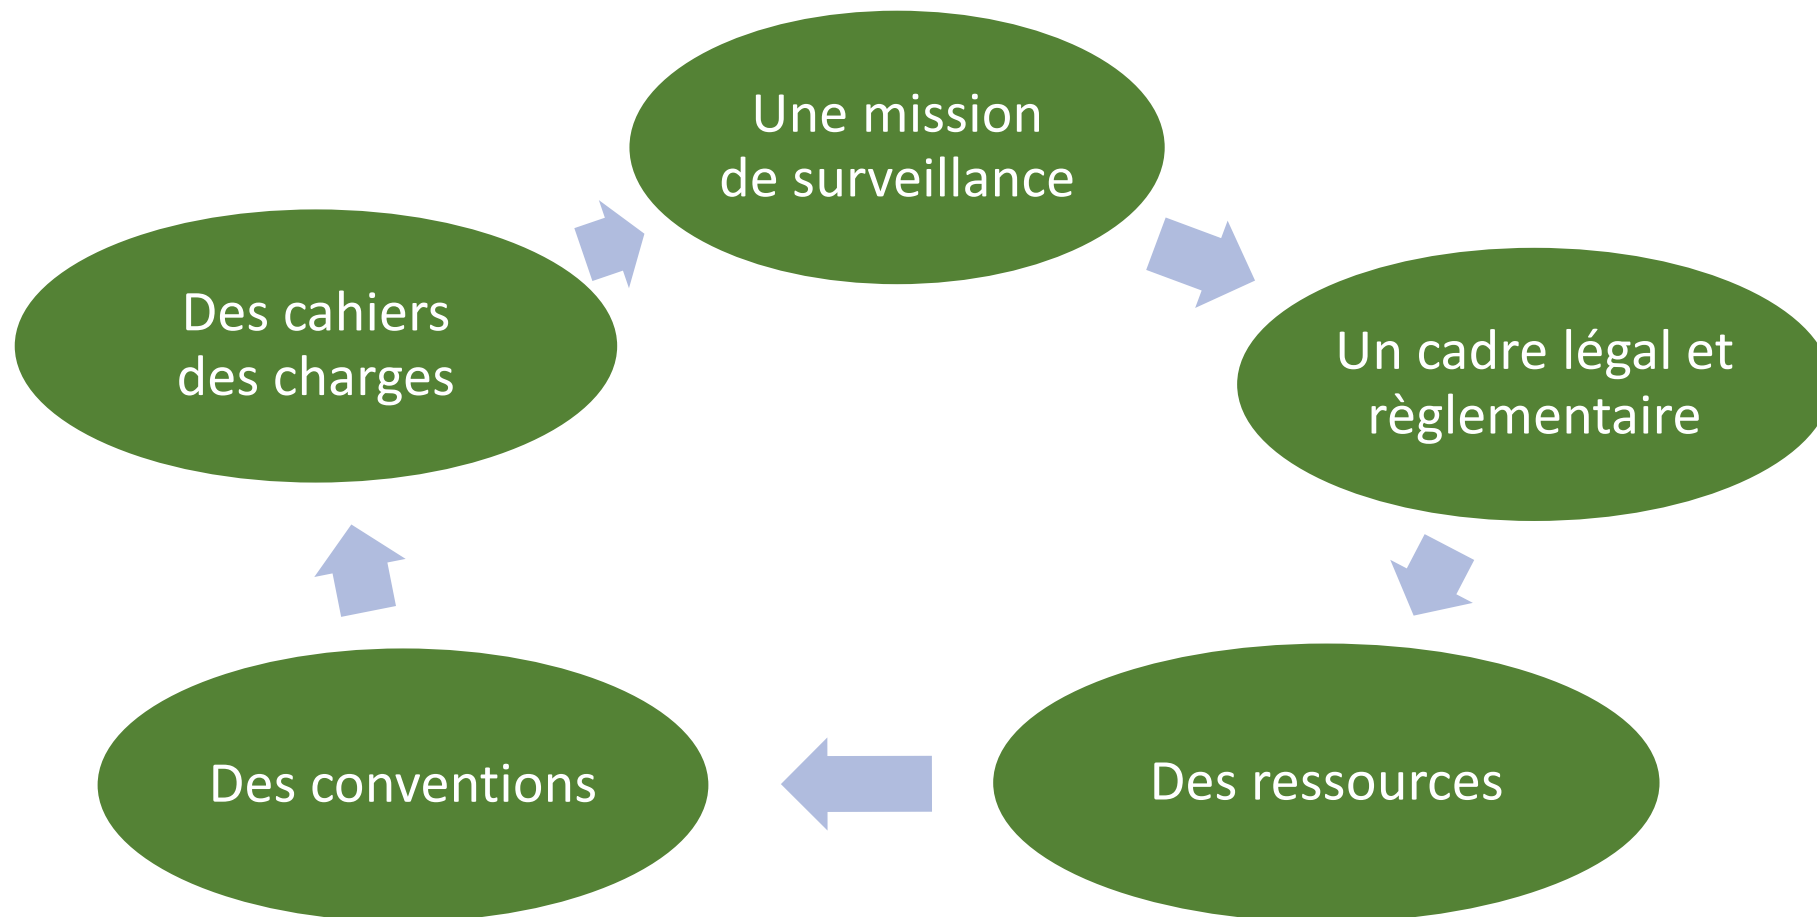 Une mission
de surveillance
Un cadre légal et
règlementaire
Des ressources
Des conventions
Des cahiers
des charges